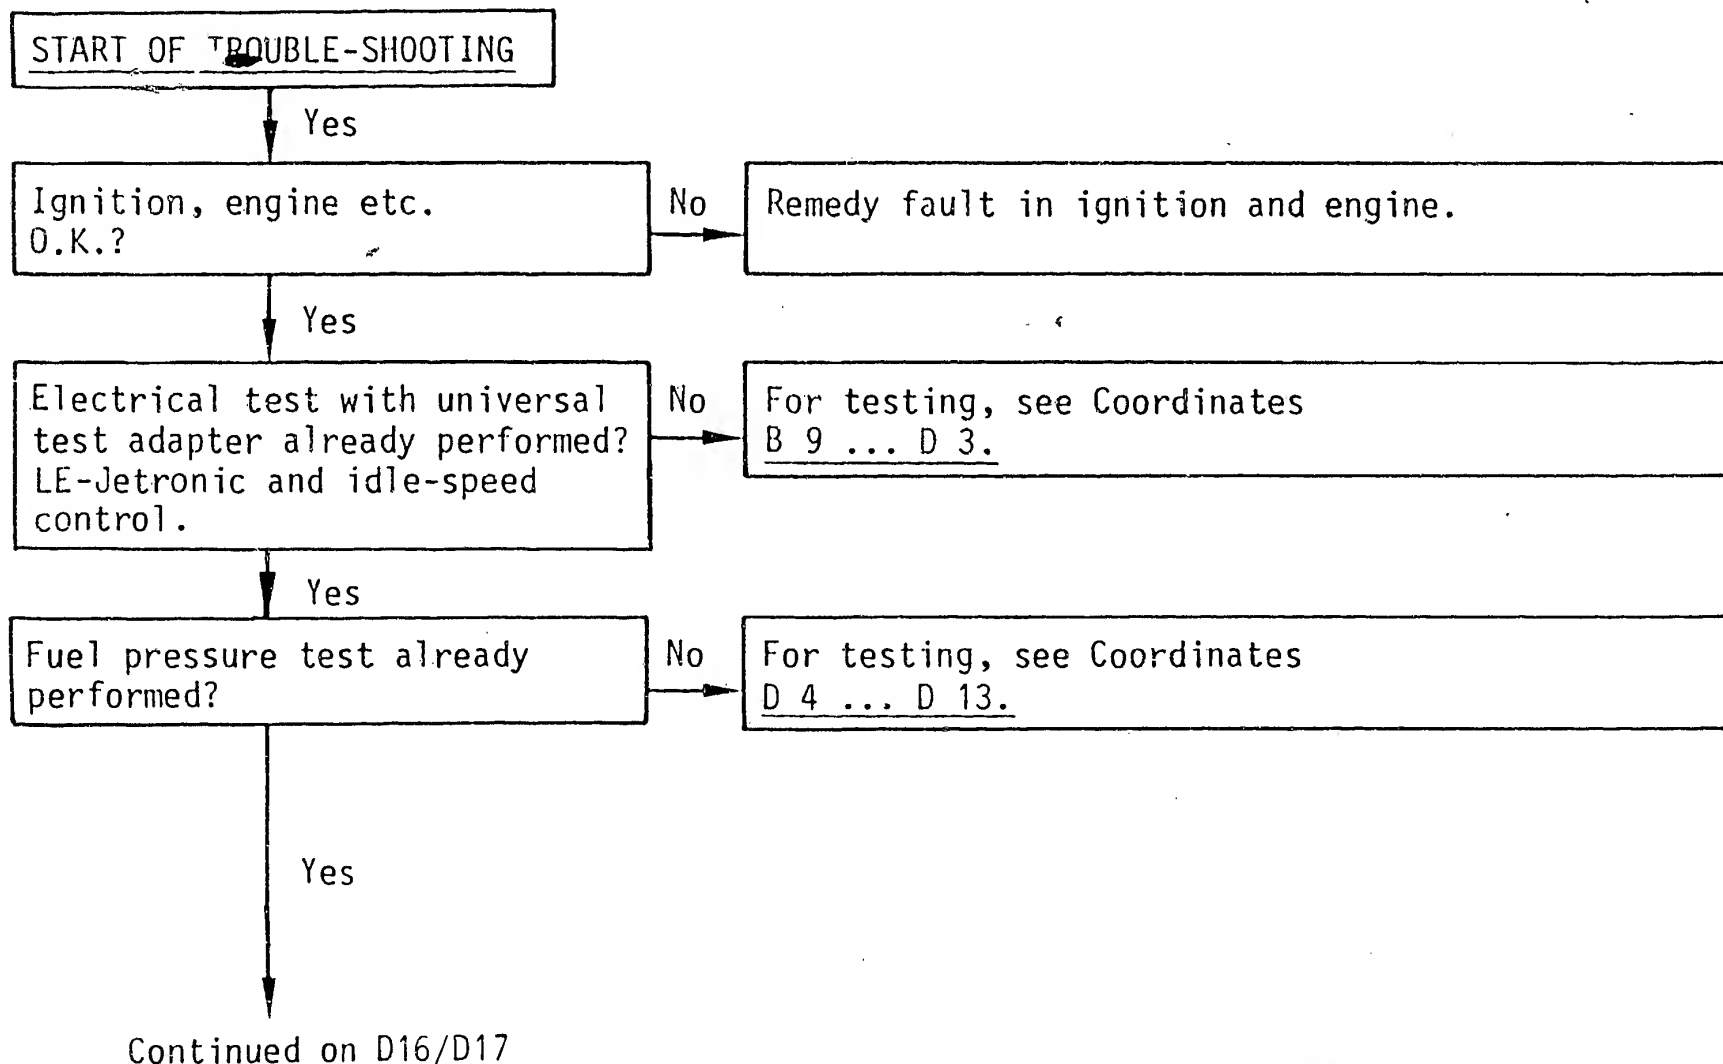 START OF TROUBLE-SHOOTING
Yes
Ignition, engine etc.
O.K.?
No
Remedy fault in ignition and engine.
Yes
Electrical test with universal
test adapter already performed?
LE-Jetronic and idle-speed
control.
No
For testing, see Coordinates
B 9 ... D 3.
Yes
Fuel pressure test already
performed?
No
For testing, see Coordinates
D 4 ... D 13.
Yes
Continued on D16/D17